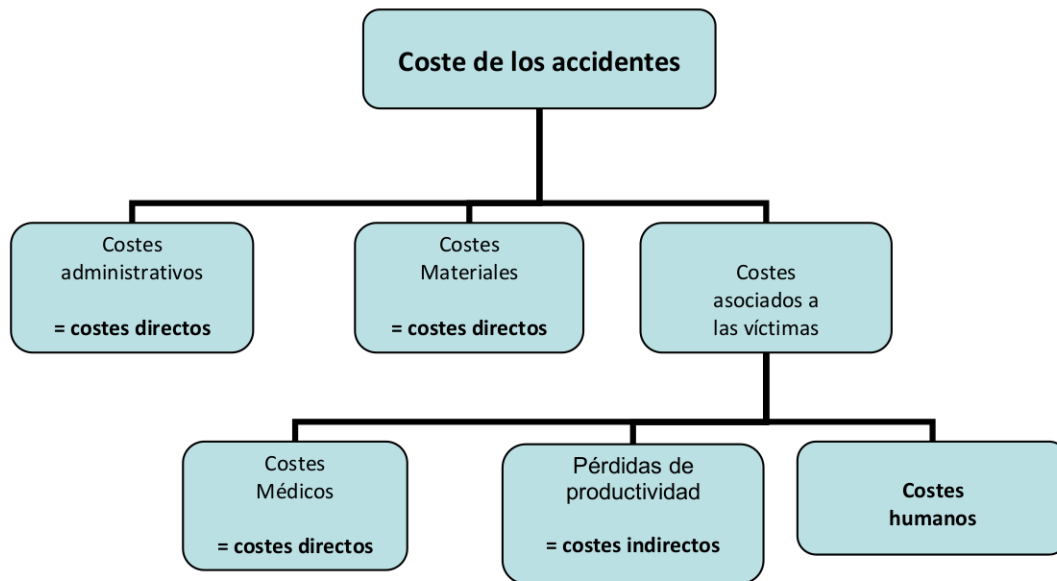 Coste de los accidentes
Costes
administrativos
= costes directos
Costes
Materiales
= costes directos
Costes
asociados a
las víctimas
Costes
Médicos
= costes directos
Pérdidas de
productividad
= costes indirectos
Costes
humanos